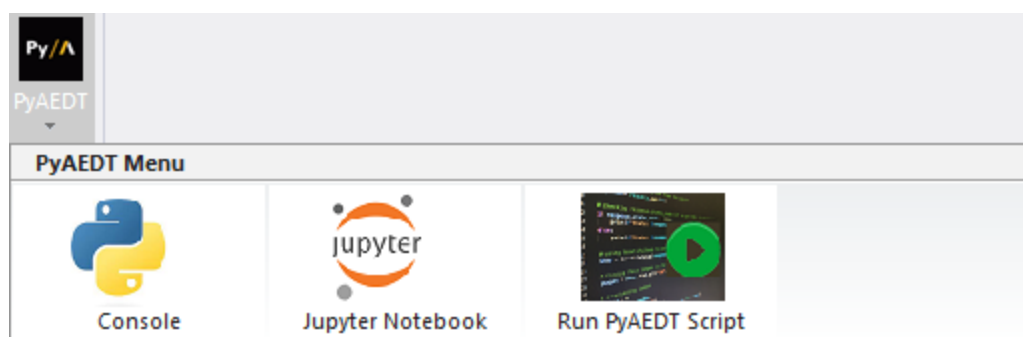 Py/Λ
PyAEDT
PyAEDT Menu
jupyter
Console
Jupyter Notebook
Run PyAEDT Script